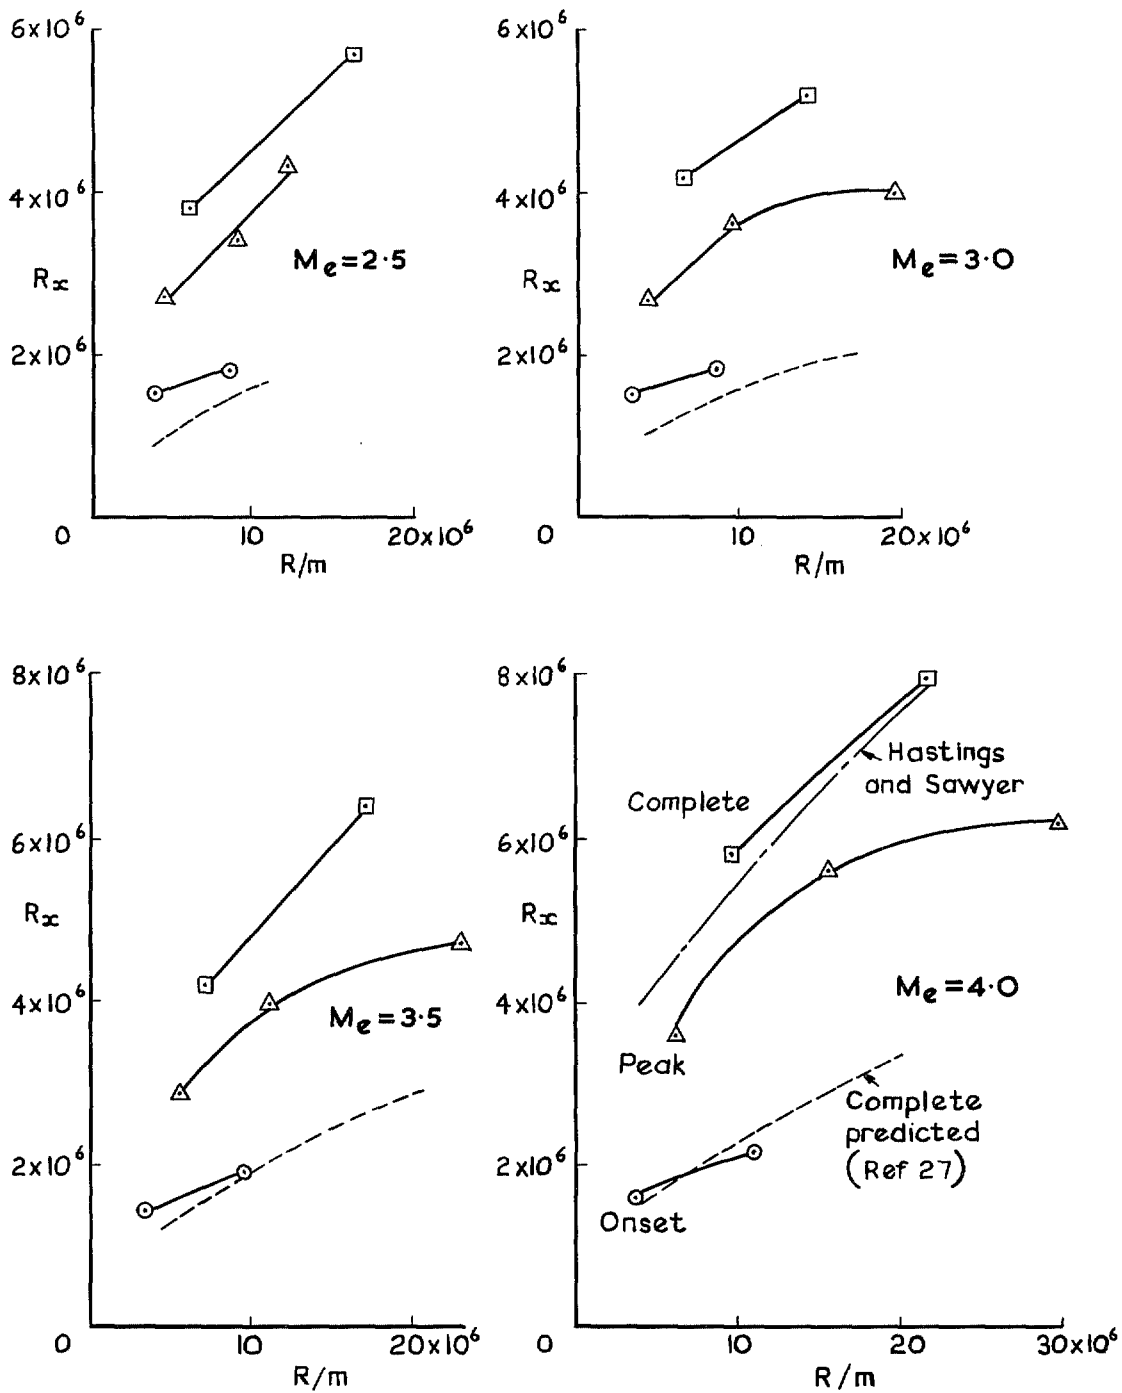 6x10⁶
4x10⁶
Rₓ
2x10⁶
0
10
20x10⁶
R/m
Mₑ=2·5
6x10⁶
4x10⁶
Rₓ
2x10⁶
0
10
20x10⁶
R/m
Mₑ=3·0
8x10⁶
6x10⁶
Rₓ
4x10⁶
2x10⁶
0
10
20x10⁶
R/m
Mₑ=3·5
8x10⁶
6x10⁶
Rₓ
4x10⁶
2x10⁶
0
10
20
30x10⁶
R/m
Complete
Hastings
and Sawyer
Mₑ=4·0
Peak
Complete
predicted
(Ref 27)
Onset